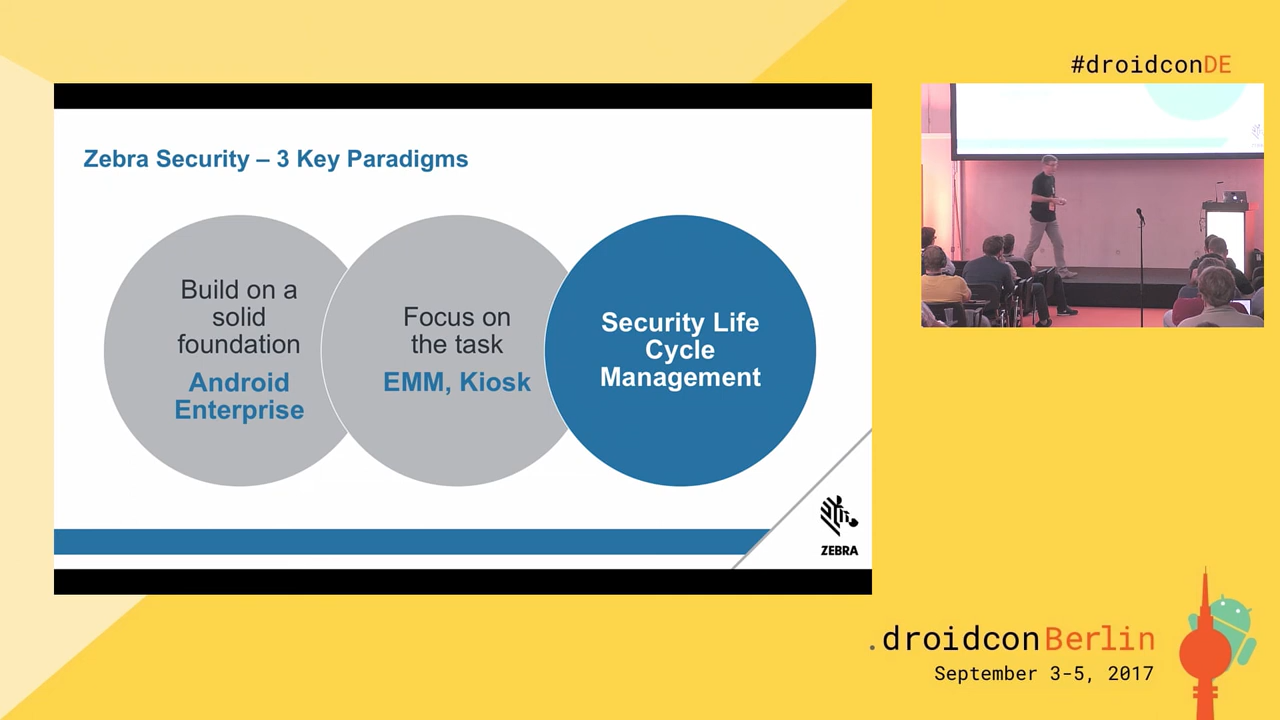 #droidconDE
Zebra Security – 3 Key Paradigms
Build on a
solid
foundation
Android
Enterprise
Focus on
the task
EMM, Kiosk
Security Life
Cycle
Management
ZEBRA
.droidconBerlin
September 3-5, 2017